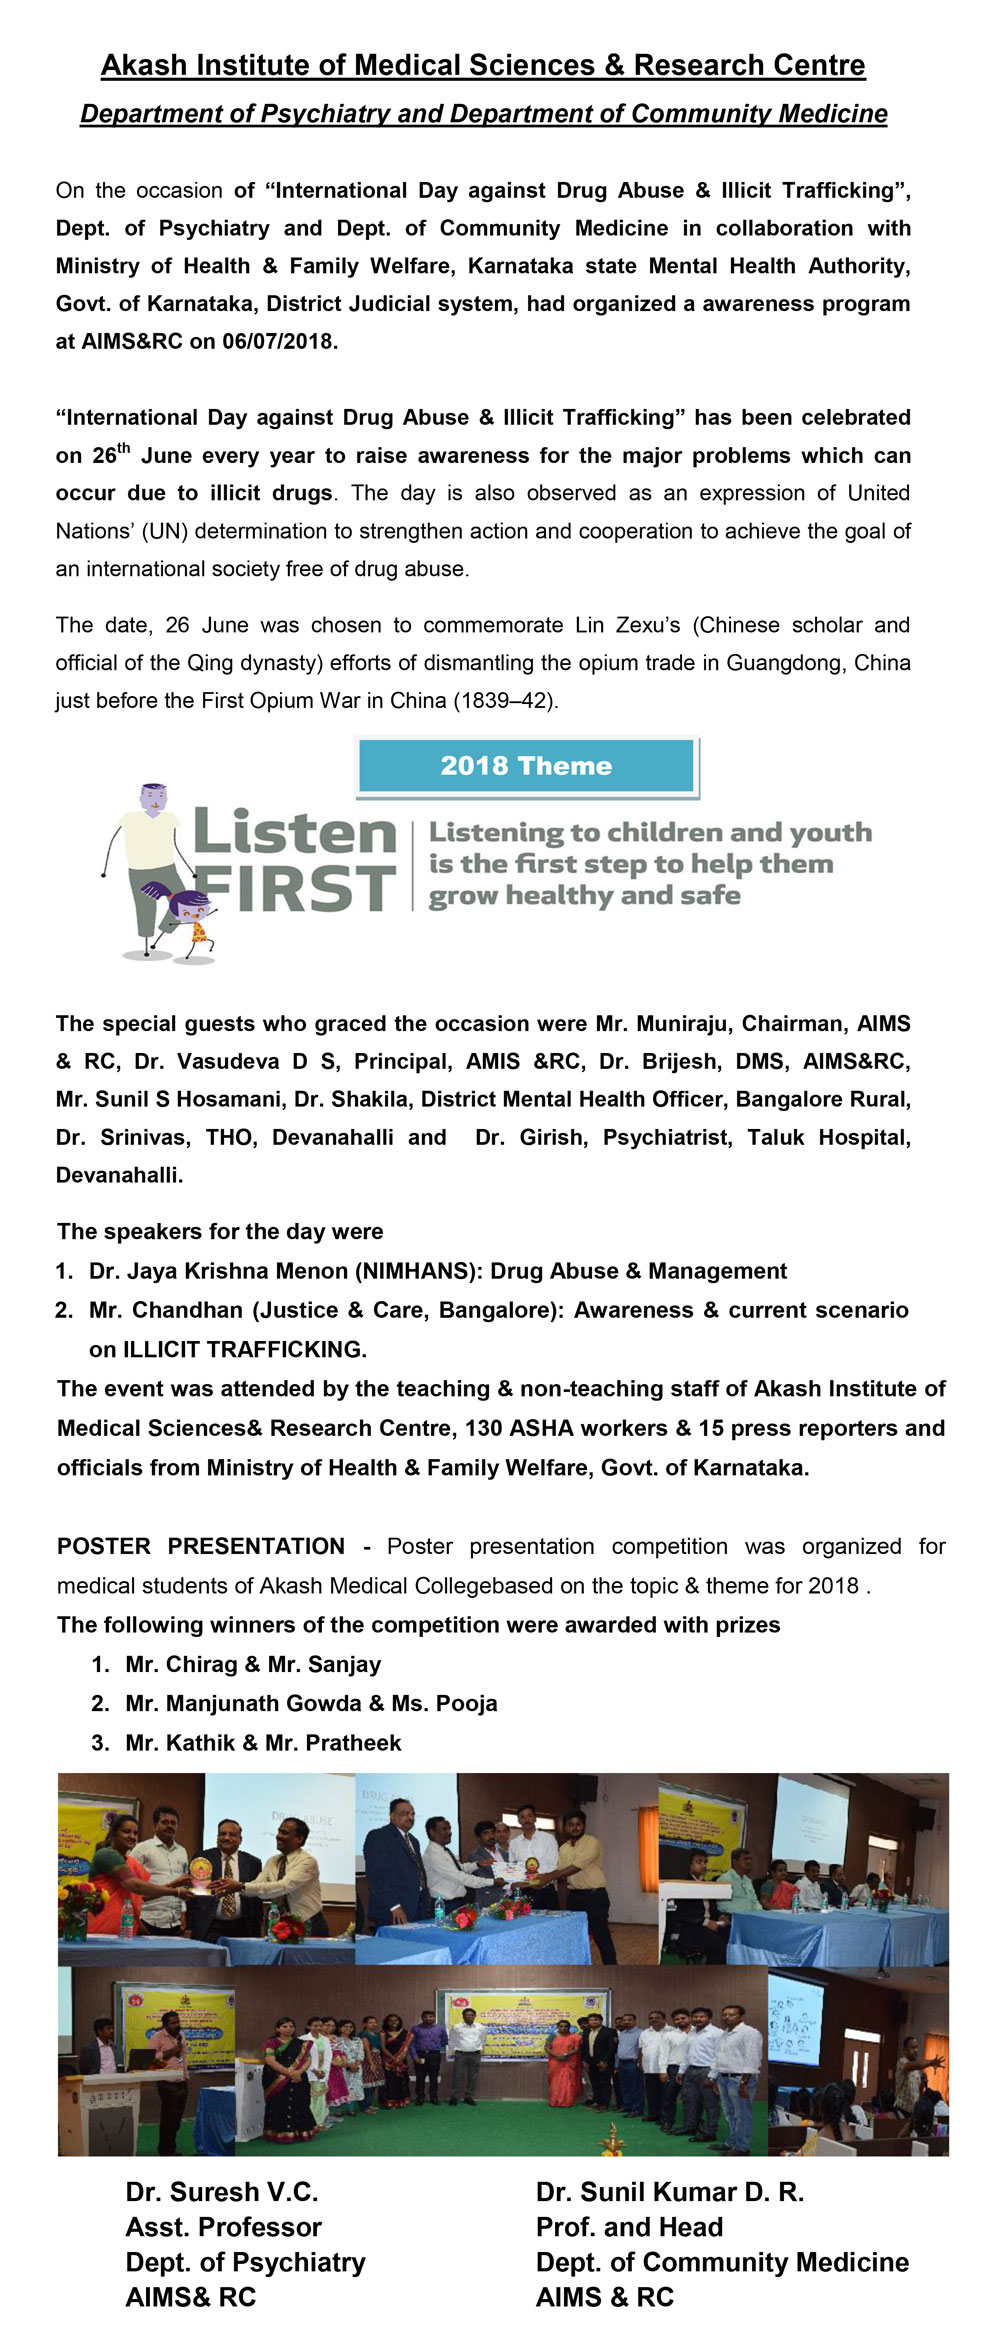 Akash Institute of Medical Sciences & Research Centre
Department of Psychiatry and Department of Community Medicine
On the occasion of “International Day against Drug Abuse & Illicit Trafficking”,
Dept. of Psychiatry and Dept. of Community Medicine in collaboration with
Ministry of Health & Family Welfare, Karnataka state Mental Health Authority,
Govt. of Karnataka, District Judicial system, had organized a awareness program
at AIMS&RC on 06/07/2018.
“International Day against Drug Abuse & Illicit Trafficking” has been celebrated
on 26th June every year to raise awareness for the major problems which can
occur due to illicit drugs. The day is also observed as an expression of United
Nations’ (UN) determination to strengthen action and cooperation to achieve the goal of
an international society free of drug abuse.
The date, 26 June was chosen to commemorate Lin Zexu’s (Chinese scholar and
official of the Qing dynasty) efforts of dismantling the opium trade in Guangdong, China
just before the First Opium War in China (1839–42).
2018 Theme
Listen
FIRST
Listening to children and youth
is the first step to help them
grow healthy and safe
The special guests who graced the occasion were Mr. Muniraju, Chairman, AIMS
& RC, Dr. Vasudeva D S, Principal, AMIS &RC, Dr. Brijesh, DMS, AIMS&RC,
Mr. Sunil S Hosamani, Dr. Shakila, District Mental Health Officer, Bangalore Rural,
Dr. Srinivas, THO, Devanahalli and Dr. Girish, Psychiatrist, Taluk Hospital,
Devanahalli.
The speakers for the day were
1. Dr. Jaya Krishna Menon (NIMHANS): Drug Abuse & Management
2. Mr. Chandhan (Justice & Care, Bangalore): Awareness & current scenario
on ILLICIT TRAFFICKING.
The event was attended by the teaching & non-teaching staff of Akash Institute of
Medical Sciences& Research Centre, 130 ASHA workers & 15 press reporters and
officials from Ministry of Health & Family Welfare, Govt. of Karnataka.
POSTER PRESENTATION - Poster presentation competition was organized for
medical students of Akash Medical Collegebased on the topic & theme for 2018 .
The following winners of the competition were awarded with prizes
1. Mr. Chirag & Mr. Sanjay
2. Mr. Manjunath Gowda & Ms. Pooja
3. Mr. Kathik & Mr. Pratheek
DRUG ABUSE
Dr. Suresh V.C.
Asst. Professor
Dept. of Psychiatry
AIMS& RC
Dr. Sunil Kumar D. R.
Prof. and Head
Dept. of Community Medicine
AIMS & RC